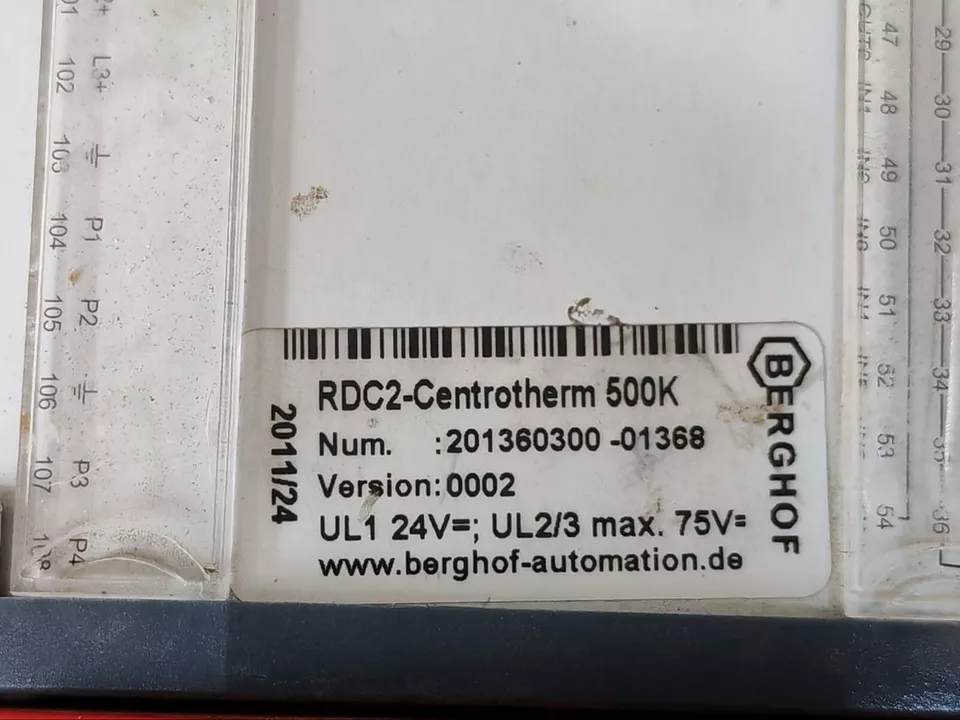 RDC2-Centrotherm 500K
Num. :201360300 -01368
Version:0002
UL1 24V=; UL2/3 max. 75V=
www.berghof-automation.de
2011/24
BERGHOF
L3+
102
103
P1
104
P2
105
106
P3
107
P4
47
48
IN1
49
50
51
52
53
54
29
30
31
32
33
34
35
36